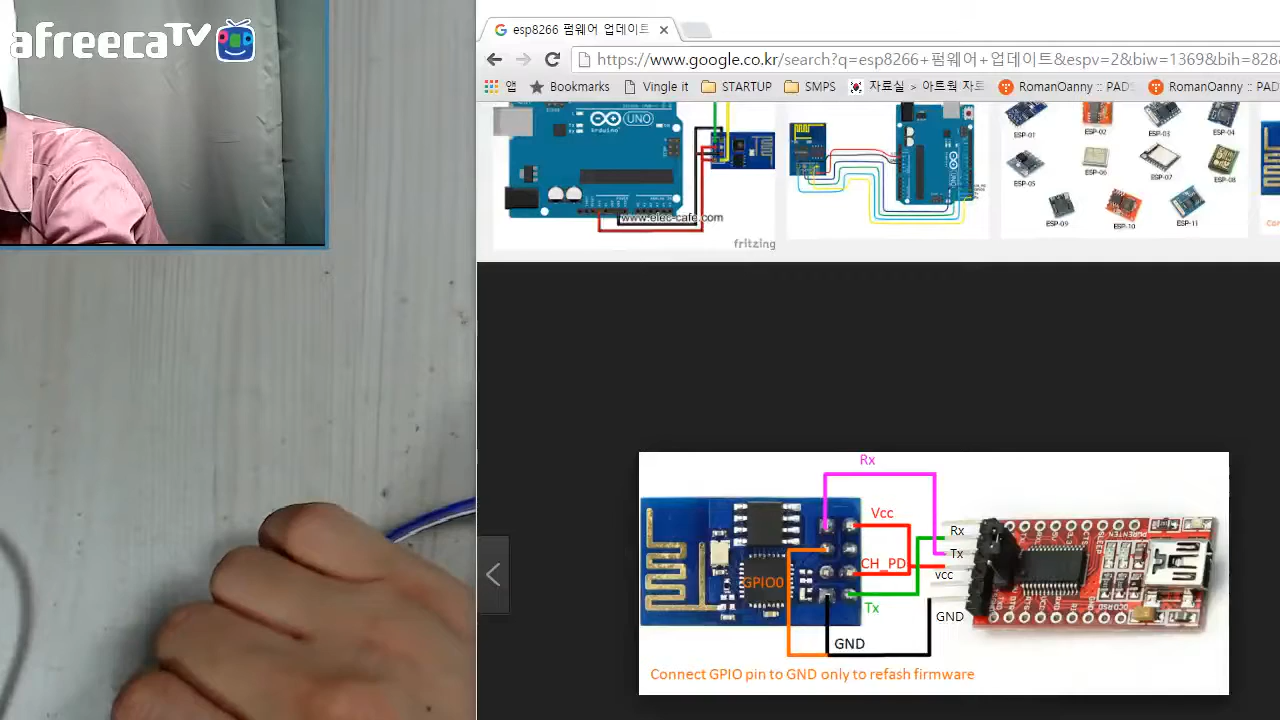 afreecaTV
esp8266 펌웨어 업데이트
https://www.google.co.kr/search?q=esp8266+펌웨어+업데이트&espv=2&biw=1369&bih=828
앱
Bookmarks
Vingle it
STARTUP
SMPS
자료실 > 아트웍 자동
RomanOanny :: PADS
RomanOanny :: PAD
UNO
www.elec-cafe.com
fritzing
ESP-01
ESP-02
ESP-03
ESP-04
ESP-05
ESP-06
ESP-07
ESP-08
ESP-09
ESP-10
ESP-11
Rx
Vcc
Rx
Tx
CH_PD
vcc
GPIO0
Tx
GND
GND
Connect GPIO pin to GND only to refash firmware